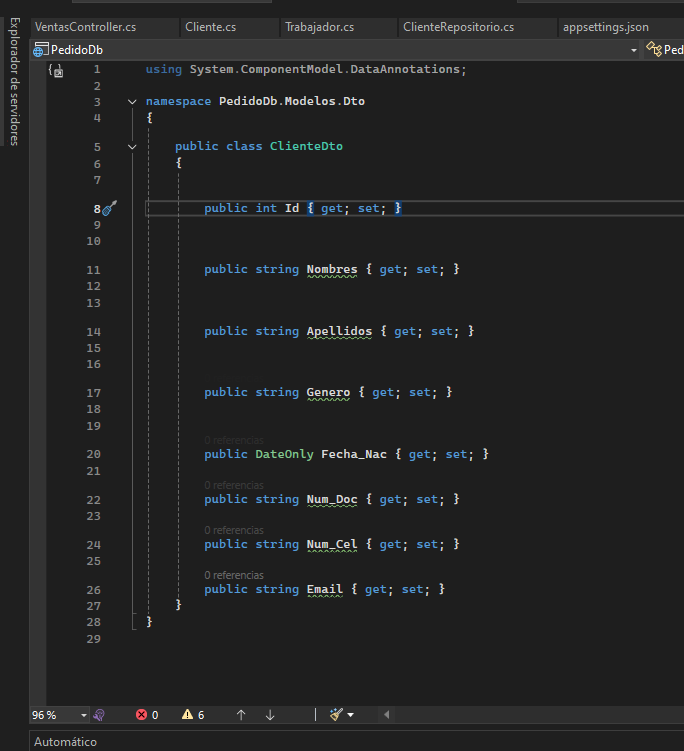 Explorador de servidores
VentasController.cs Cliente.cs Trabajador.cs ClienteRepositorio.cs appsettings.json
PedidoDb Ped
1 using System.ComponentModel.DataAnnotations;
2
3 namespace PedidoDb.Modelos.Dto
4 {
5 public class ClienteDto
6 {
7
8 public int Id { get; set; }
9
10
11 public string Nombres { get; set; }
12
13
14 public string Apellidos { get; set; }
15
16
17 public string Genero { get; set; }
18
19
0 referencias
20 public DateOnly Fecha_Nac { get; set; }
21
0 referencias
22 public string Num_Doc { get; set; }
23
0 referencias
24 public string Num_Cel { get; set; }
25
0 referencias
26 public string Email { get; set; }
27 }
28 }
29
96 % 0 6
Automático